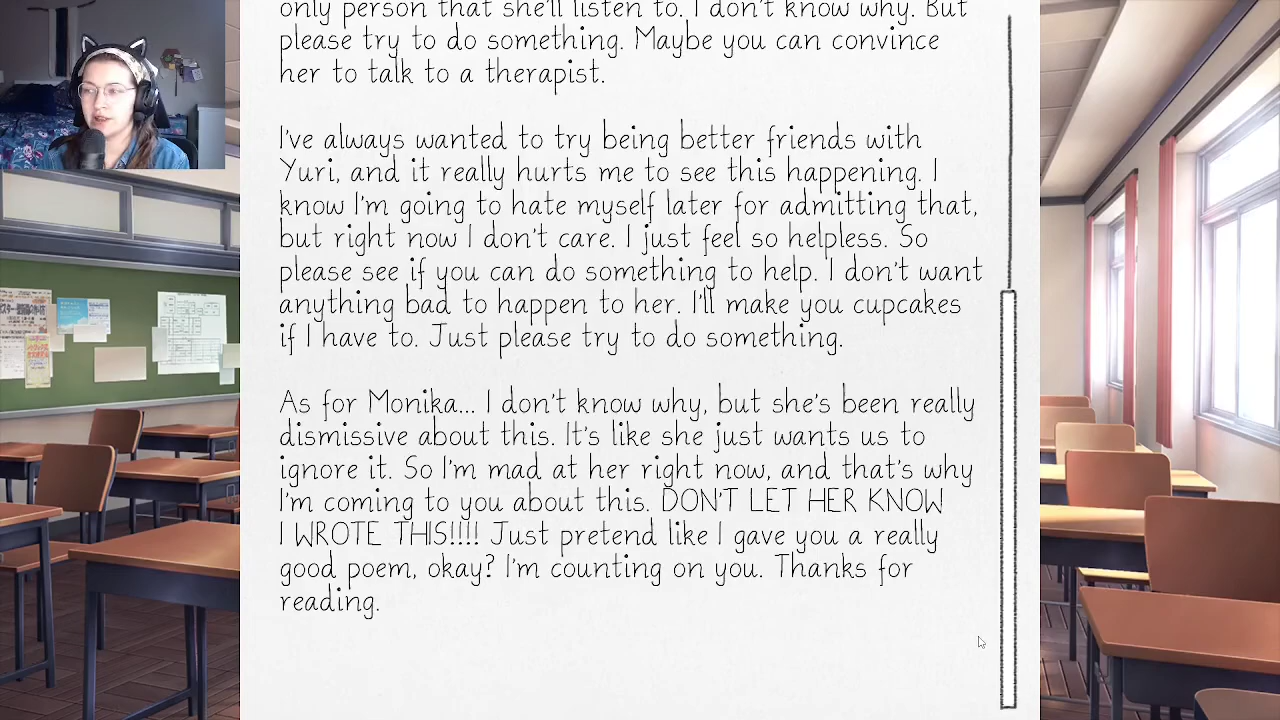 only person that she'll listen to. I don't know why. But
please try to do something. Maybe you can convince
her to talk to a therapist.
I've always wanted to try being better friends with
Yuri, and it really hurts me to see this happening. I
know I'm going to hate myself later for admitting that,
but right now I don't care. I just feel so helpless. So
please see if you can do something to help. I don't want
anything bad to happen to her. I'll make you cupcakes
if I have to. Just please try to do something.
As for Monika... I don't know why, but she's been really
dismissive about this. It's like she just wants us to
ignore it. So I'm mad at her right now, and that's why
I'm coming to you about this. DON'T LET HER KNOW
I WROTE THIS!!!! Just pretend like I gave you a really
good poem, okay? I'm counting on you. Thanks for
reading.